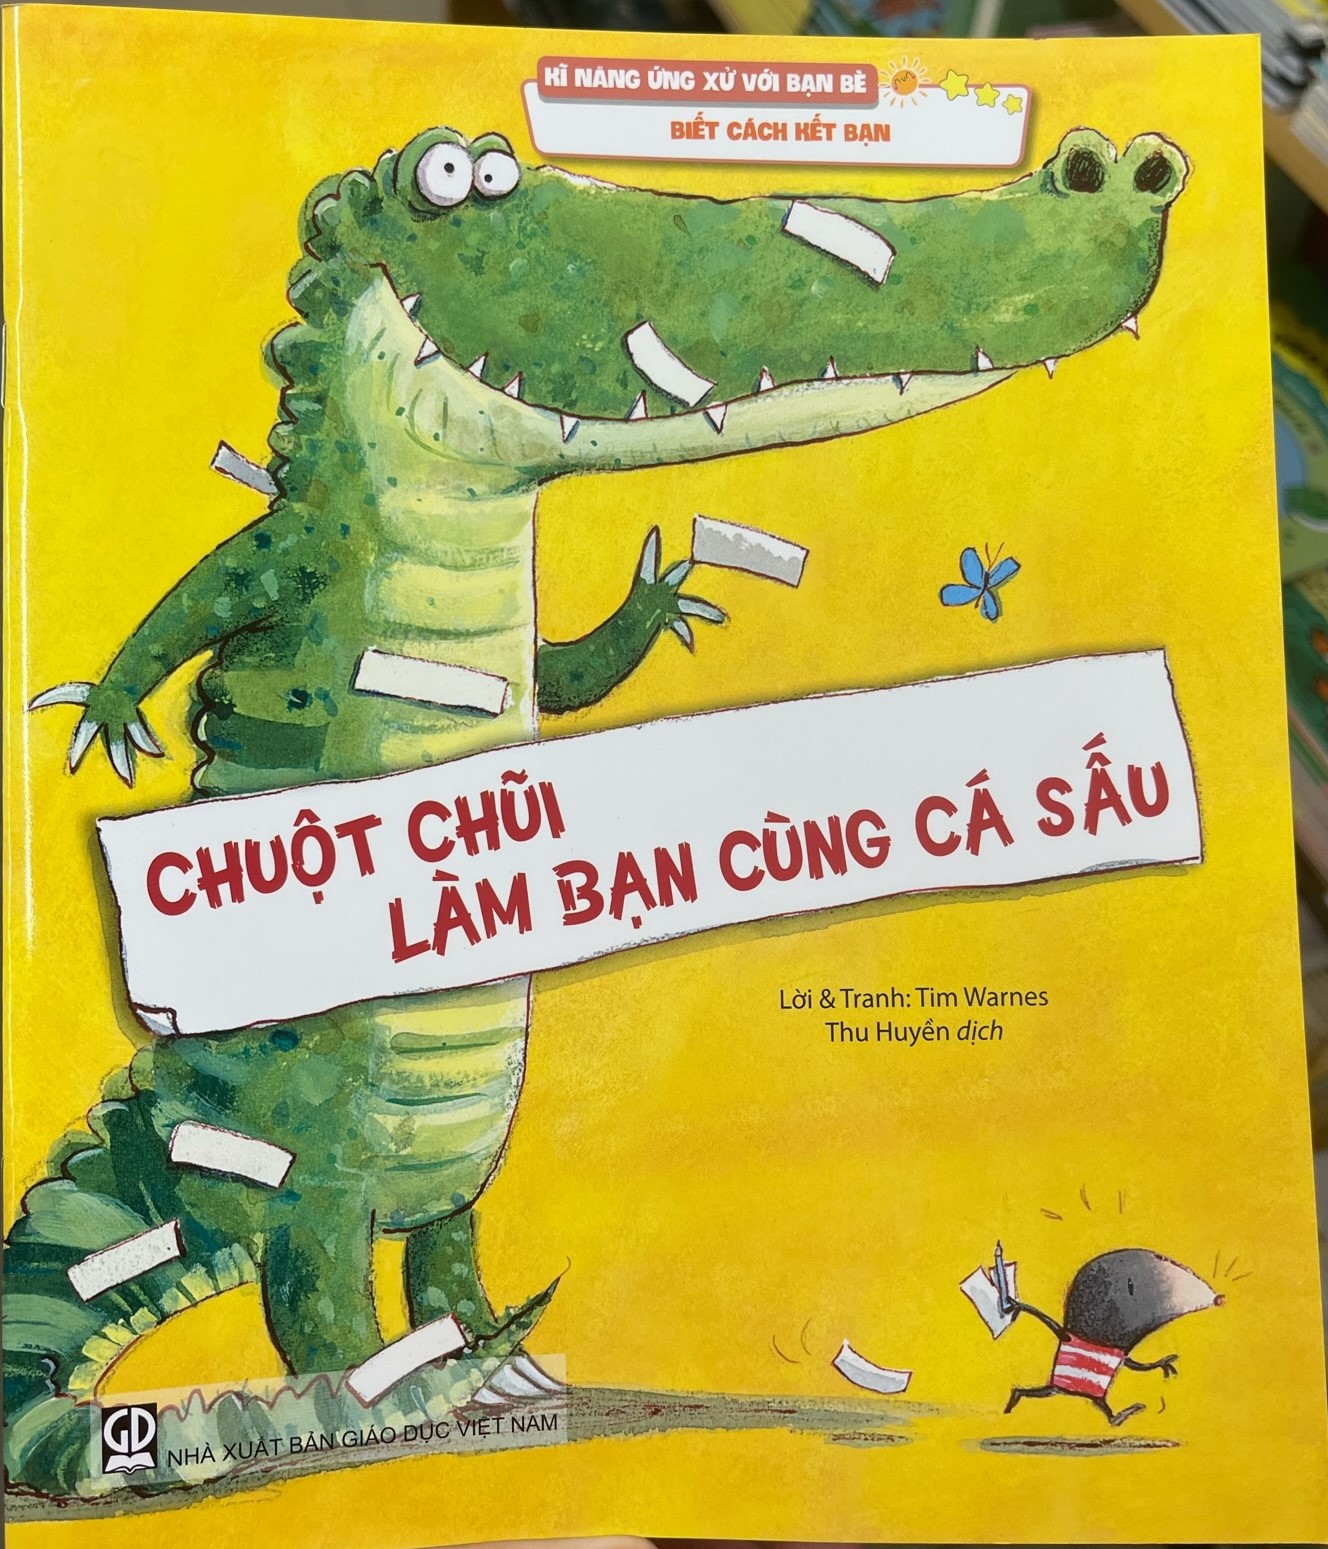 KĨ NĂNG ỨNG XỬ VỚI BẠN BÈ
BIẾT CÁCH KẾT BẠN
CHUỘT CHŨI
LÀM BẠN CÙNG CÁ SẤU
Lời & Tranh: Tim Warnes
Thu Huyền dịch
GD NHÀ XUẤT BẢN GIÁO DỤC VIỆT NAM